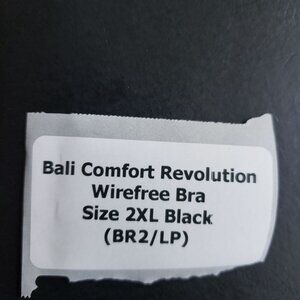 Bali Comfort Revolution
Wirefree Bra
Size 2XL Black
(BR2/LP)